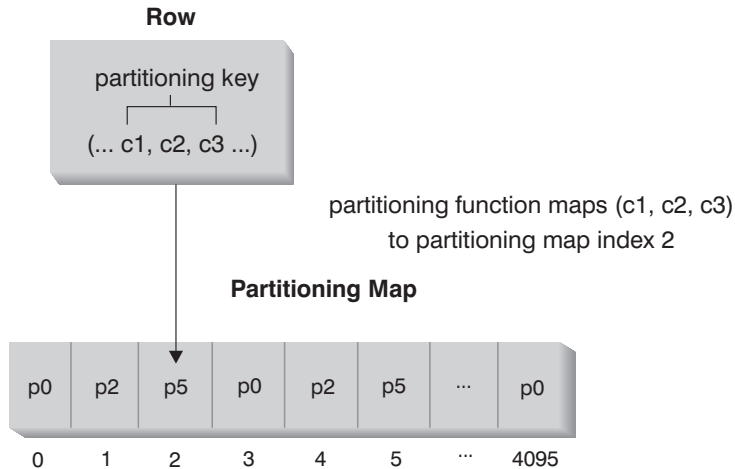 Row
partitioning key
(... c1, c2, c3 ...)
partitioning function maps (c1, c2, c3)
to partitioning map index 2
Partitioning Map
p0 p2 p5 p0 p2 p5 ... p0
0 1 2 3 4 5 ... 4095